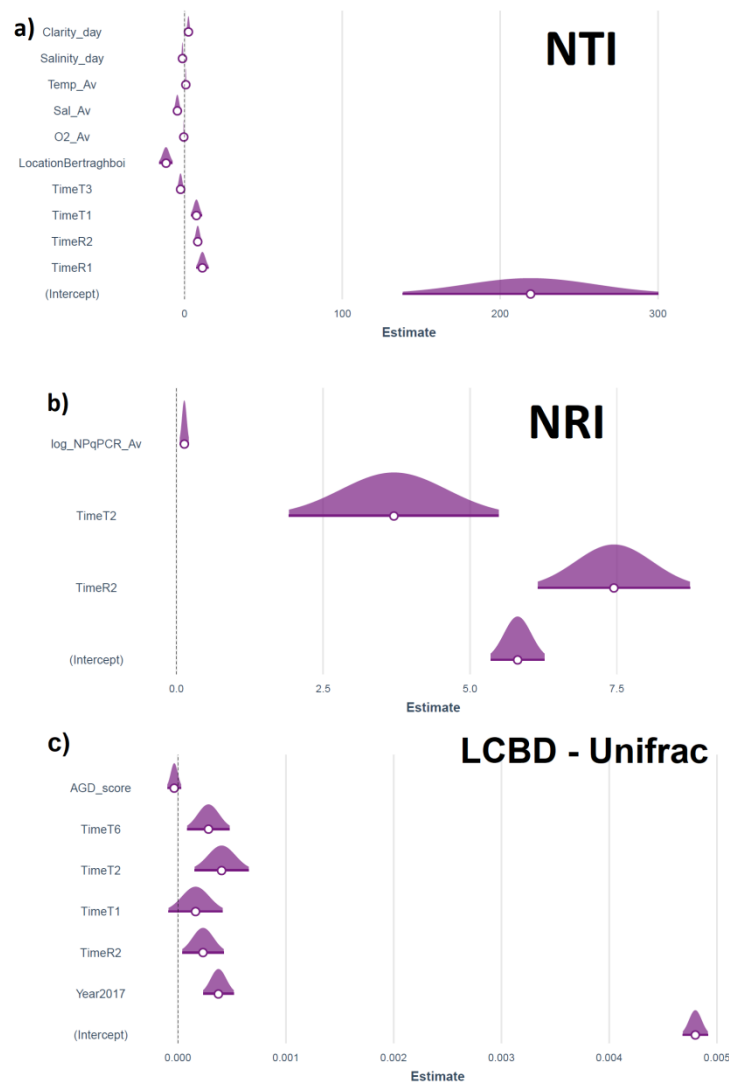 a)
NTI
Clarity_day
Salinity_day
Temp_Av
Sal_Av
O2_Av
LocationBertraghboi
TimeT3
TimeT1
TimeR2
TimeR1
(Intercept)
0 100 200 300
Estimate
b)
NRI
log_NPqPCR_Av
TimeT2
TimeR2
(Intercept)
0.0 2.5 5.0 7.5
Estimate
c)
LCBD - Unifrac
AGD_score
TimeT6
TimeT2
TimeT1
TimeR2
Year2017
(Intercept)
0.000 0.001 0.002 0.003 0.004 0.005
Estimate